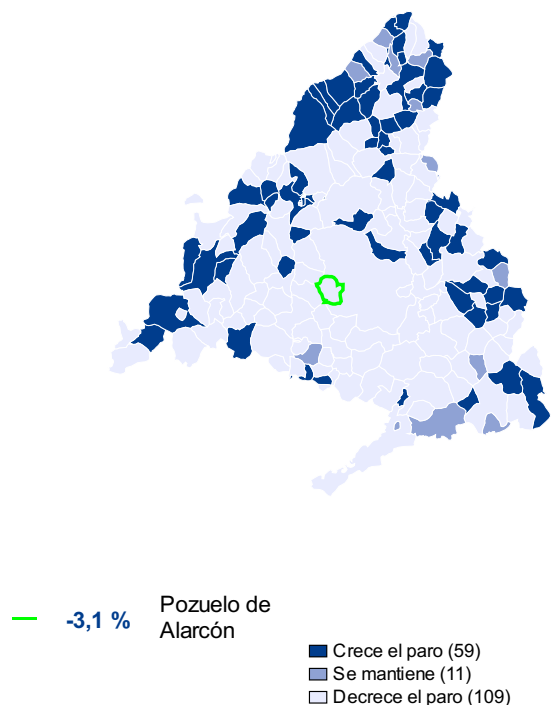 -3,1 %
Pozuelo de
Alarcón
Crece el paro (59)
Se mantiene (11)
Decrece el paro (109)